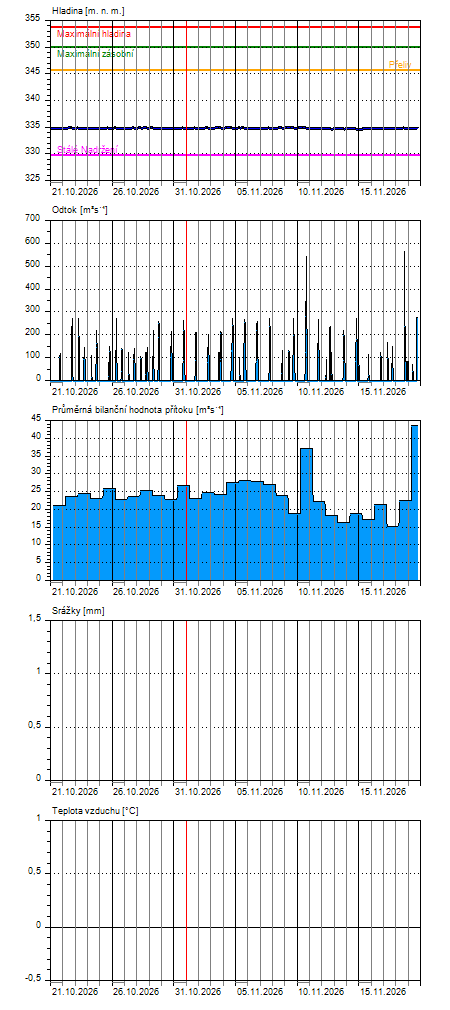 Hladina [m. n. m.]
355
Maximální hladina
350
Maximální zásobní
345
Přeliv
340
335
330
Stálé Nadržení
325
21.10.2026 26.10.2026 31.10.2026 05.11.2026 10.11.2026 15.11.2026
Odtok [m³s⁻¹]
700
600
500
400
300
200
100
0
21.10.2026 26.10.2026 31.10.2026 05.11.2026 10.11.2026 15.11.2026
Průměrná bilanční hodnota přítoku [m³s⁻¹]
45
40
35
30
25
20
15
10
5
0
21.10.2026 26.10.2026 31.10.2026 05.11.2026 10.11.2026 15.11.2026
Srážky [mm]
1,5
1
0,5
0
21.10.2026 26.10.2026 31.10.2026 05.11.2026 10.11.2026 15.11.2026
Teplota vzduchu [°C]
1
0,5
0
-0,5
21.10.2026 26.10.2026 31.10.2026 05.11.2026 10.11.2026 15.11.2026